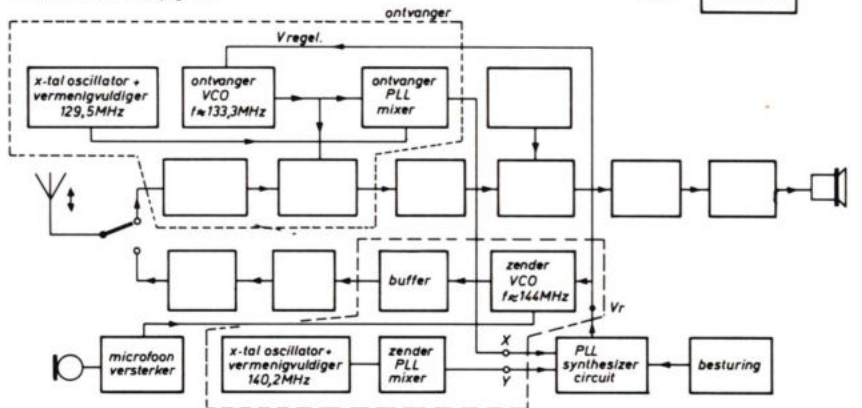 ontvanger
V regel.
x-tal oscillator +
vermenigvuldiger
129,5MHz
ontvanger
VCO
f≈133,3MHz
ontvanger
PLL
mixer
buffer
zender
VCO
f≈144MHz
Vr
microfoon
versterker
x-tal oscillator+
vermenigvuldiger
140,2MHz
zender
PLL
mixer
X
Y
PLL
synthesizer
circuit
besturing